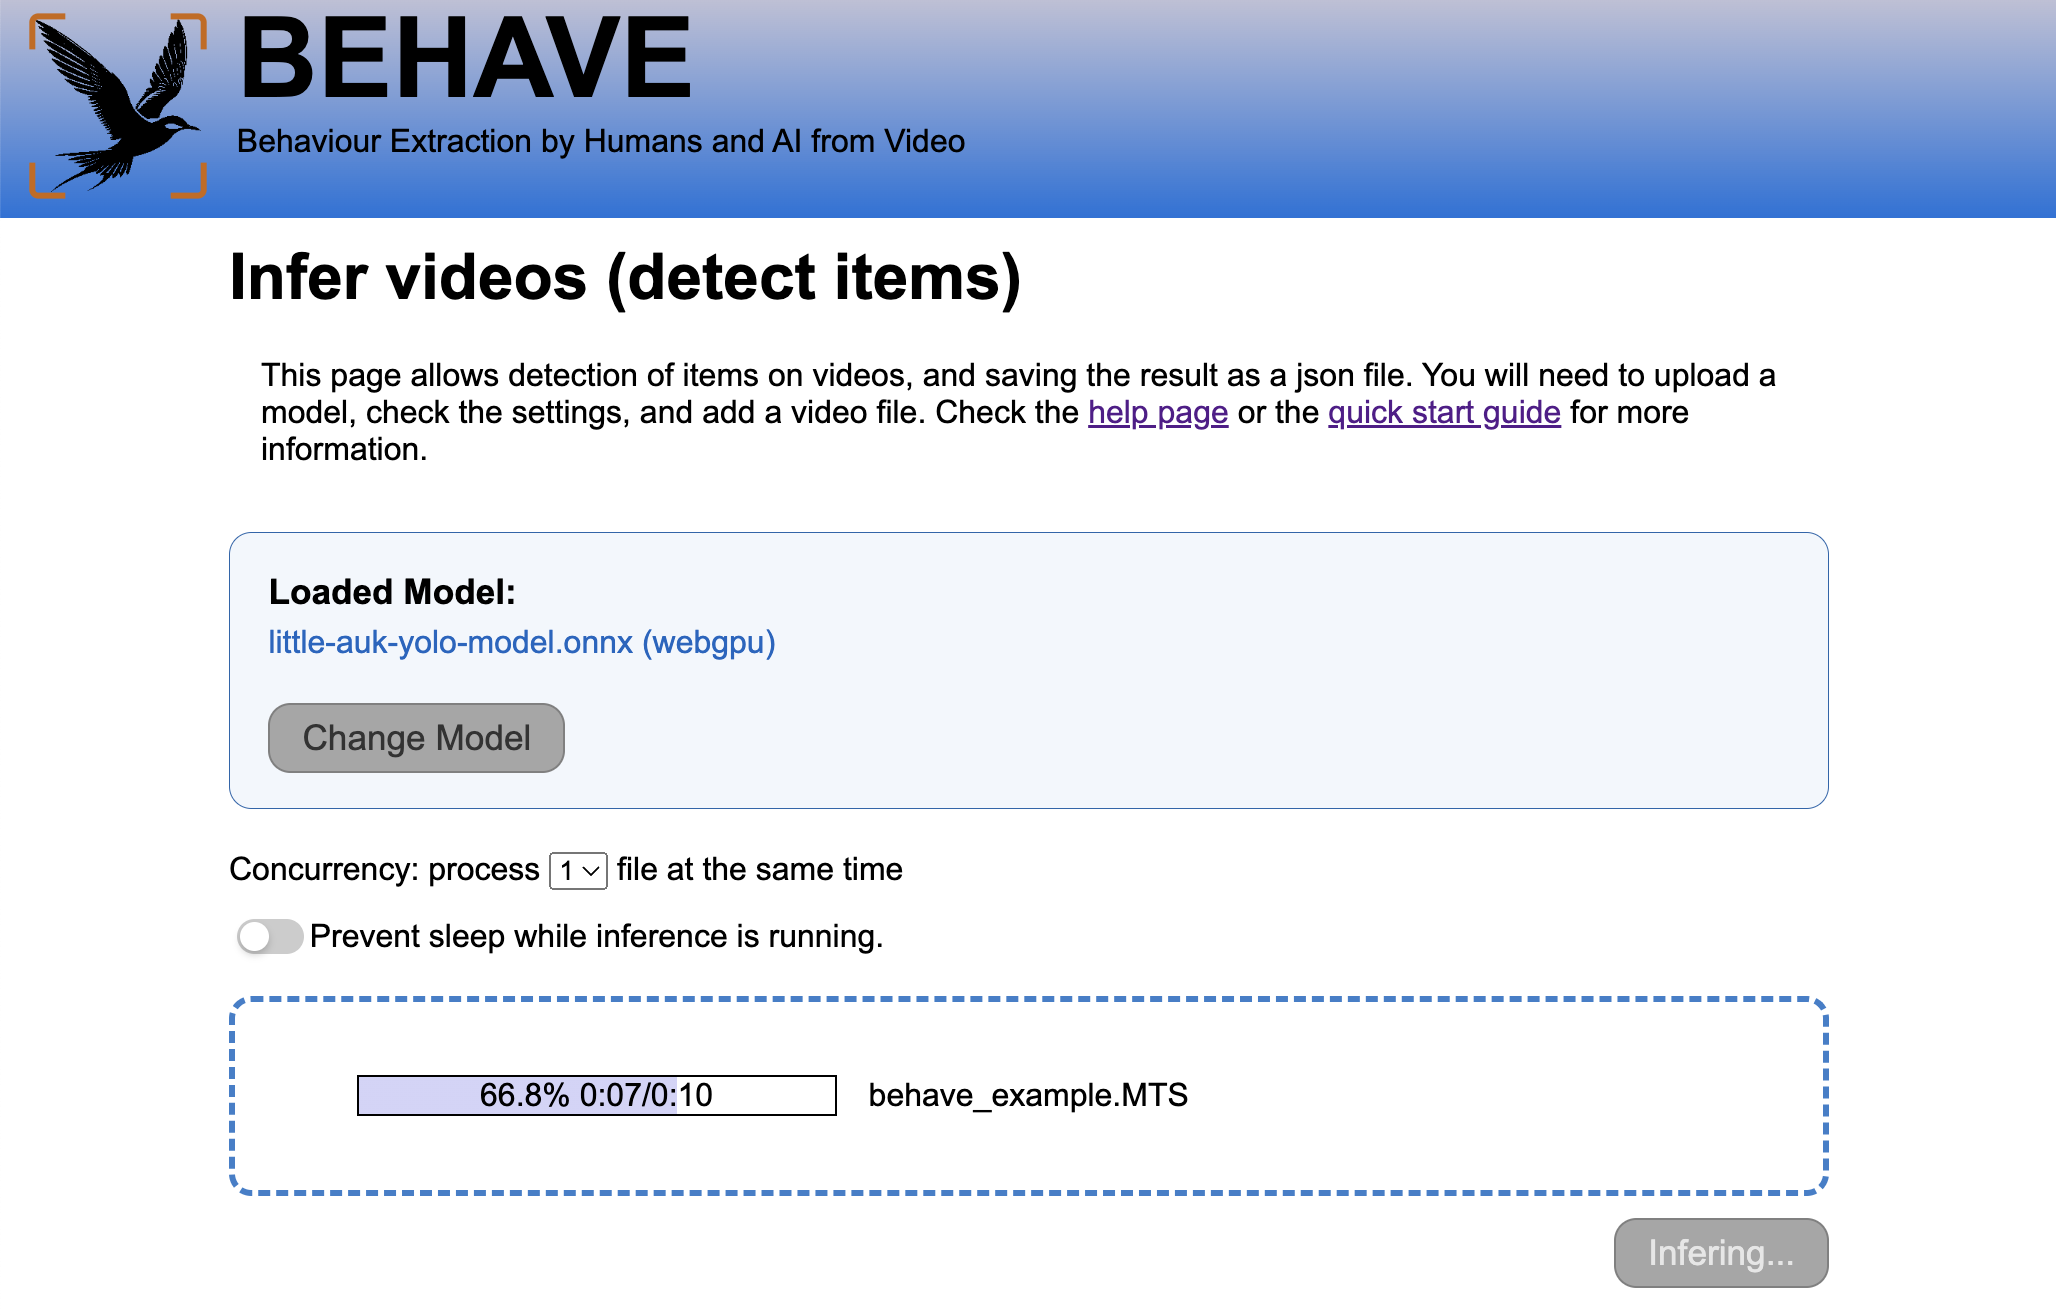 BEHAVE
Behaviour Extraction by Humans and AI from Video
Infer videos (detect items)
This page allows detection of items on videos, and saving the result as a json file. You will need to upload a
model, check the settings, and add a video file. Check the help page or the quick start guide for more
information.
Loaded Model:
little-auk-yolo-model.onnx (webgpu)
Change Model
Concurrency: process 1 file at the same time
Prevent sleep while inference is running.
66.8% 0:07/0:10 behave_example.MTS
Infering...